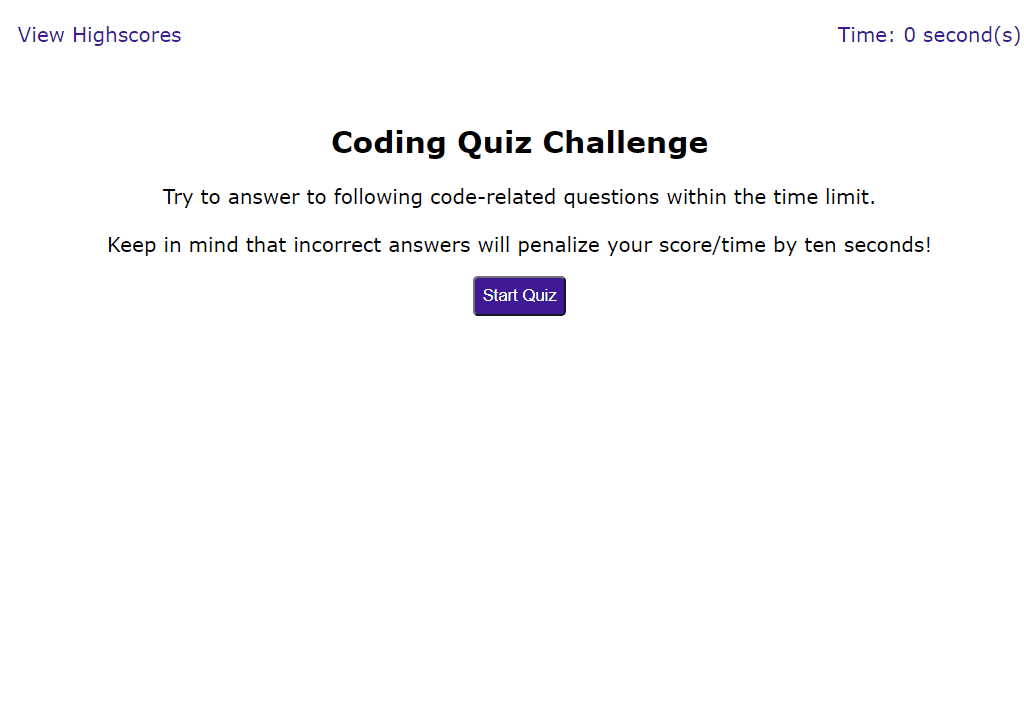 View Highscores
Time: 0 second(s)
Coding Quiz Challenge
Try to answer to following code-related questions within the time limit.
Keep in mind that incorrect answers will penalize your score/time by ten seconds!
Start Quiz